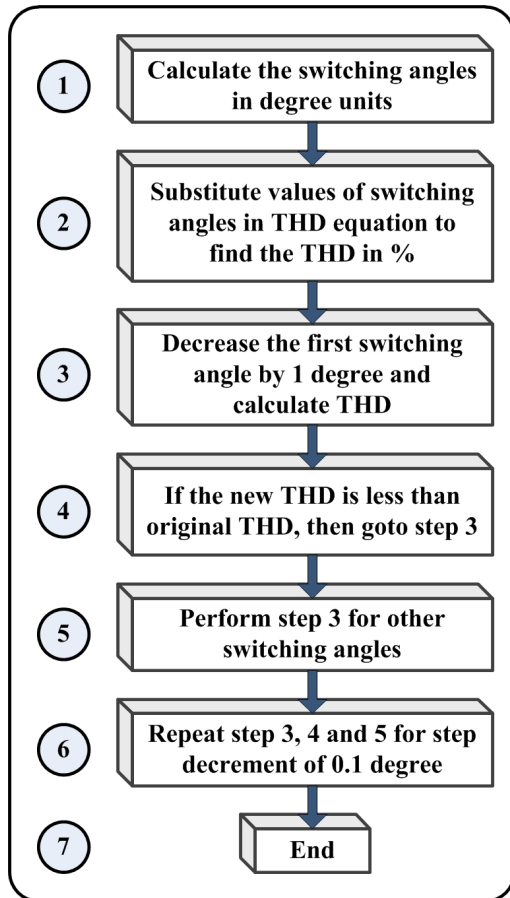 1
Calculate the switching angles
in degree units
2
Substitute values of switching
angles in THD equation to
find the THD in %
3
Decrease the first switching
angle by 1 degree and
calculate THD
4
If the new THD is less than
original THD, then goto step 3
5
Perform step 3 for other
switching angles
6
Repeat step 3, 4 and 5 for step
decrement of 0.1 degree
7
End